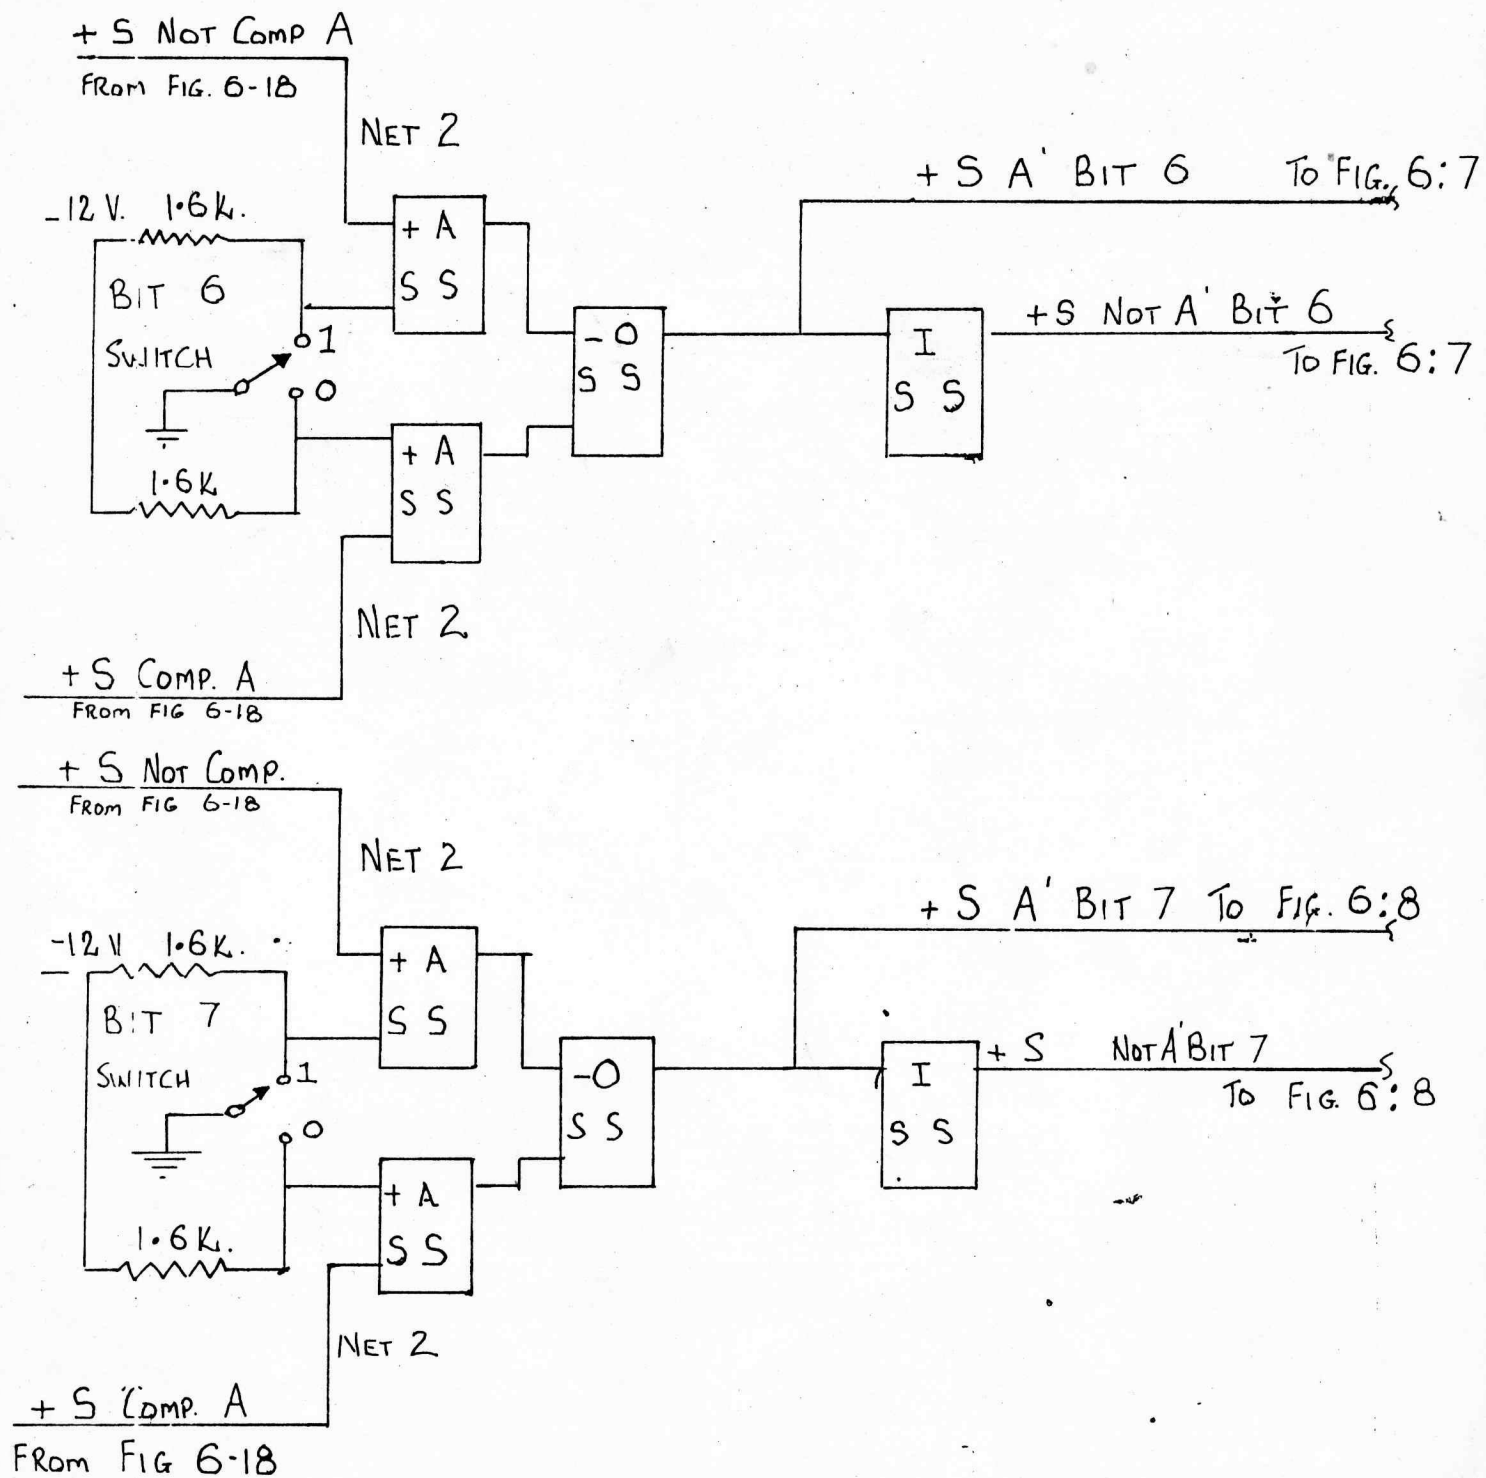 + S NOT COMP A
FROM FIG. 6-18
NET 2
+ S A' BIT 6 TO FIG. 6:7
-12 V. 1.6K.
+ A
S S
BIT 6
SWITCH
1
0
- O
S S
+S NOT A' BIT 6
TO FIG. 6:7
I
S S
1.6K
+ A
S S
NET 2
+ S COMP. A
FROM FIG 6-18
+ S NOT COMP.
FROM FIG 6-18
NET 2
+ S A' BIT 7 TO FIG. 6:8
-12 V 1.6K.
+ A
S S
BIT 7
SWITCH
1
0
-O
S S
+ S NOT A' BIT 7
TO FIG. 6:8
I
S S
+ A
S S
1.6K.
NET 2
+ S COMP. A
FROM FIG 6-18